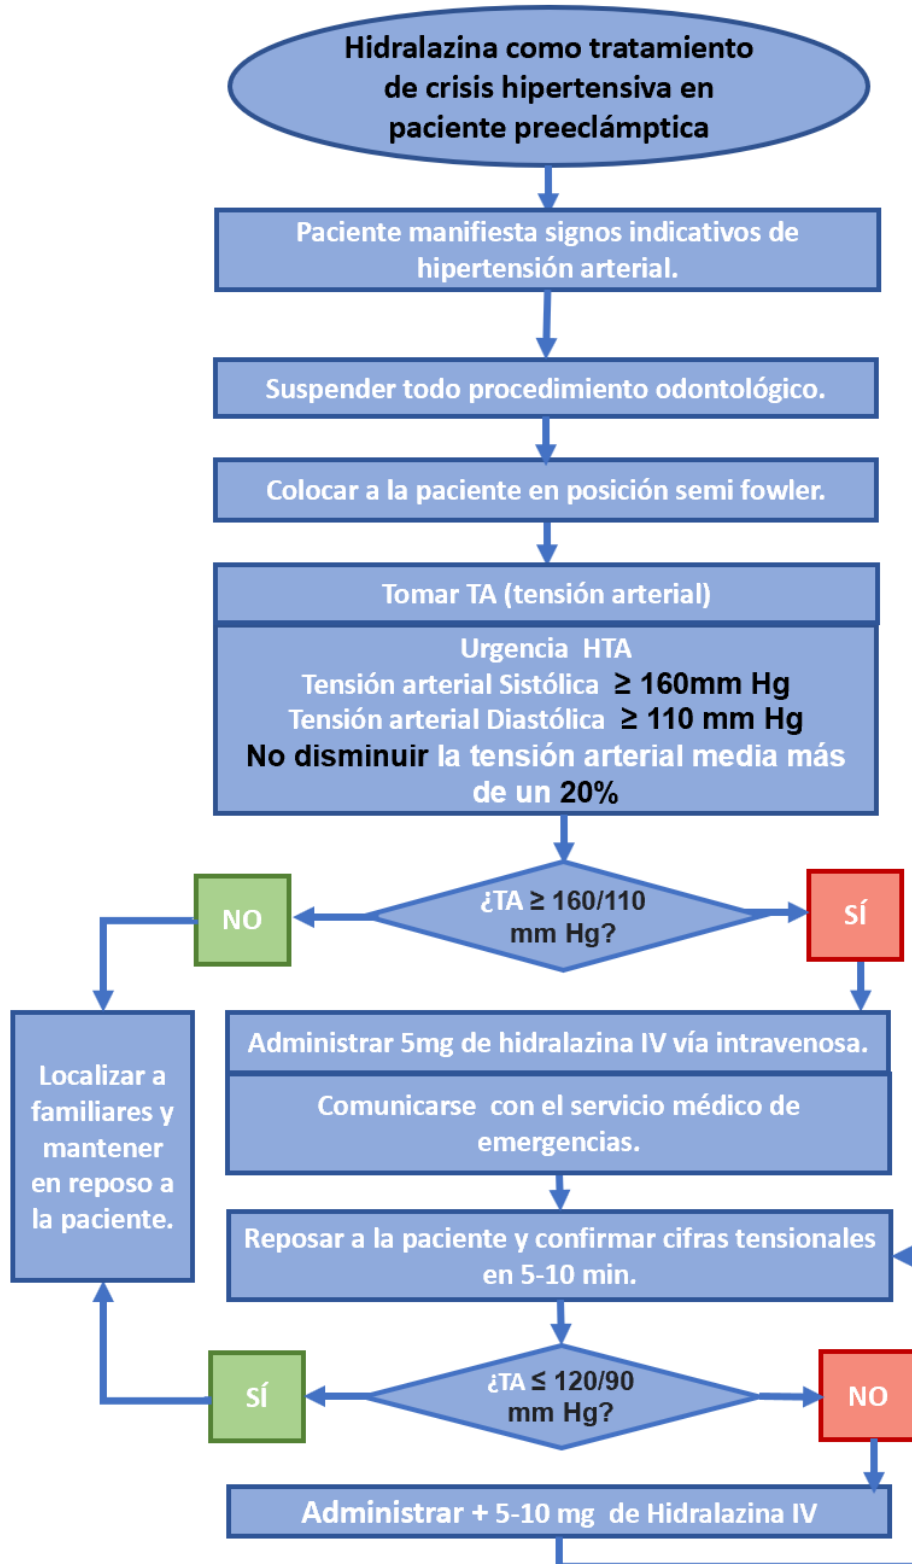 Hidralazina como tratamiento
de crisis hipertensiva en
paciente preeclámptica
Paciente manifiesta signos indicativos de
hipertensión arterial.
Suspender todo procedimiento odontológico.
Colocar a la paciente en posición semi fowler.
Tomar TA (tensión arterial)
Urgencia HTA
Tensión arterial Sistólica ≥ 160mm Hg
Tensión arterial Diastólica ≥ 110 mm Hg
No disminuir la tensión arterial media más
de un 20%
¿TA ≥ 160/110
mm Hg?
NO
SÍ
Administrar 5mg de hidralazina IV vía intravenosa.
Comunicarse con el servicio médico de
emergencias.
Localizar a
familiares y
mantener
en reposo a
la paciente.
Reposar a la paciente y confirmar cifras tensionales
en 5-10 min.
¿TA ≤ 120/90
mm Hg?
SÍ
NO
Administrar + 5-10 mg de Hidralazina IV